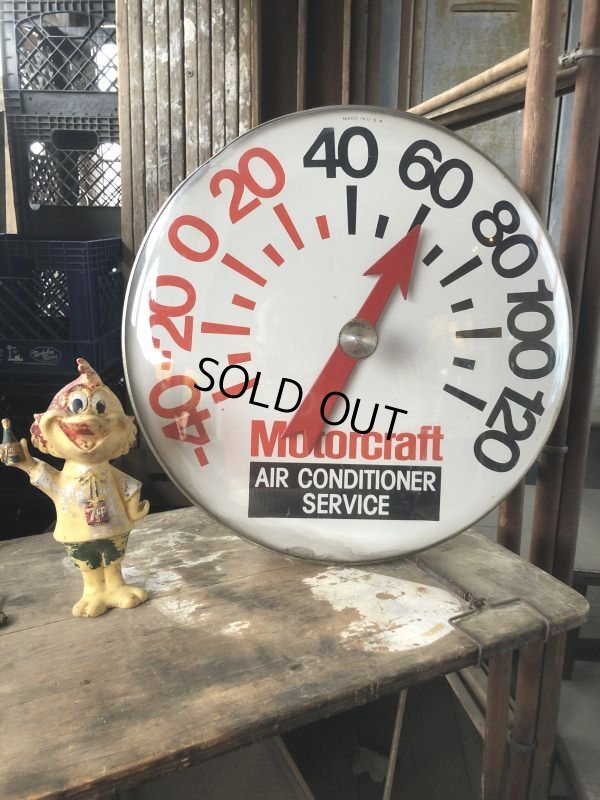 MADE IN U.S.A.
-40 -20 0 20 40 60 80 100 120
SOLD OUT
Motorcraft
AIR CONDITIONER
SERVICE
7up